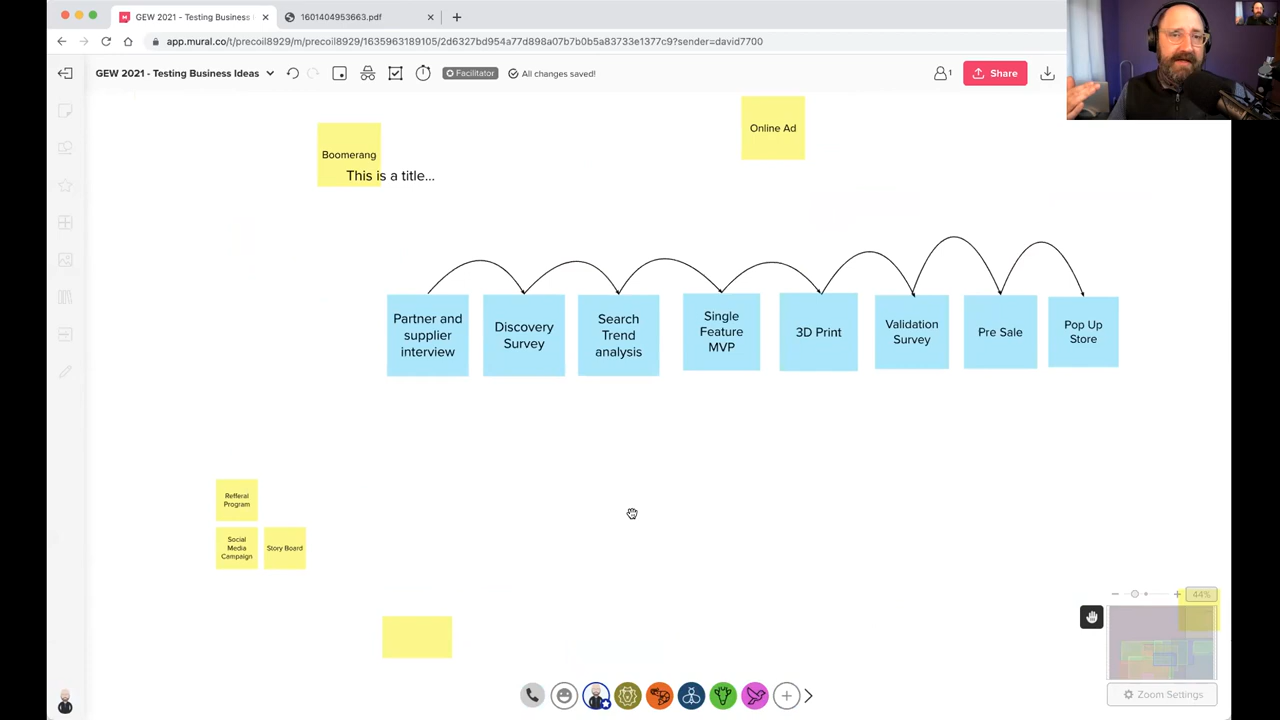 GEW 2021 - Testing Business I
1601404953663.pdf
app.mural.co/t/precoil8929/m/precoil8929/1635963189105/2d6327bd954a77d898a07b7b0b5a83733e1377c9?sender=david7700
GEW 2021 - Testing Business Ideas
Facilitator
All changes saved!
1
Share
Boomerang
This is a title...
Online Ad
Partner and
supplier
interview
Discovery
Survey
Search
Trend
analysis
Single
Feature
MVP
3D Print
Validation
Survey
Pre Sale
Pop Up
Store
Refferal
Program
Social
Media
Campaign
Story Board
44%
Zoom Settings